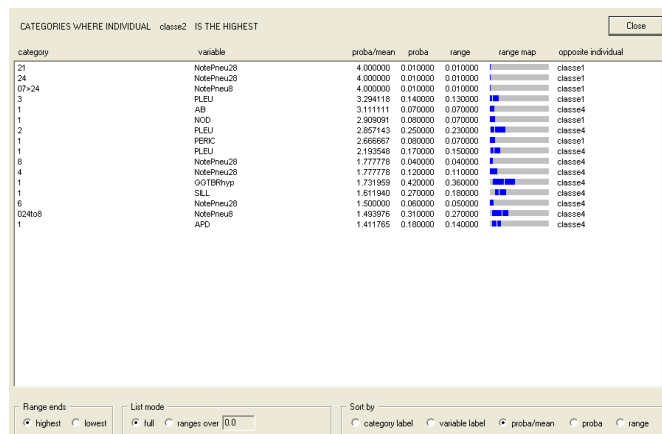 CATEGORIES WHERE INDIVIDUAL classe2 IS THE HIGHEST
Close
category variable proba/mean proba range range map opposite individual
21 NotePneu28 4.000000 0.010000 0.010000 classe1
24 NotePneu28 4.000000 0.010000 0.010000 classe1
07>24 NotePneu8 4.000000 0.010000 0.010000 classe1
3 PLEU 3.294118 0.140000 0.130000 classe1
1 AB 3.111111 0.070000 0.070000 classe4
1 NOD 2.909091 0.080000 0.070000 classe1
2 PLEU 2.857143 0.250000 0.230000 classe4
1 PERIC 2.666667 0.080000 0.070000 classe1
1 PLEU 2.193548 0.170000 0.150000 classe4
8 NotePneu28 1.777778 0.040000 0.040000 classe4
4 NotePneu28 1.777778 0.120000 0.110000 classe4
1 GGTBRhyp 1.731959 0.420000 0.360000 classe4
1 SILL 1.611940 0.270000 0.180000 classe4
6 NotePneu28 1.500000 0.060000 0.050000 classe4
024to8 NotePneu8 1.493976 0.310000 0.270000 classe4
1 APD 1.411765 0.180000 0.140000 classe4
Range ends List mode Sort by
highest lowest full ranges over 0.0 category label variable label proba/mean proba range